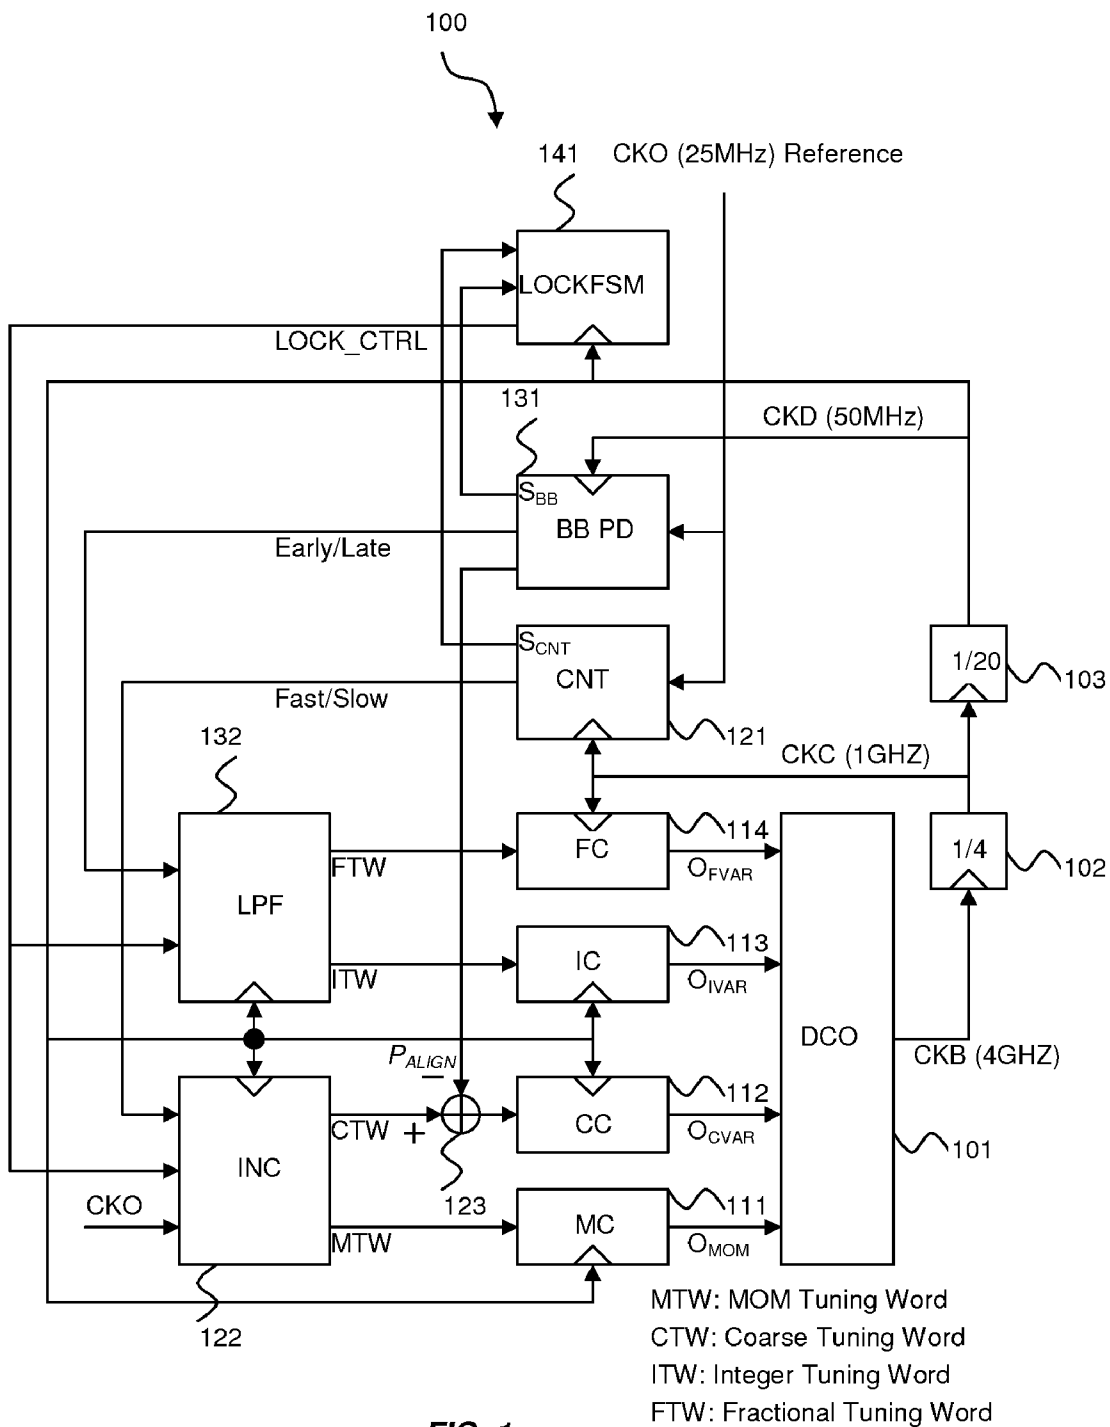 100
141
CKO (25MHz) Reference
LOCKFSM
LOCK_CTRL
131
CKD (50MHz)
SBB
BB PD
Early/Late
SCNT
CNT
1/20
103
Fast/Slow
132
121
CKC (1GHZ)
114
FTW
FC
OFVAR
1/4
102
LPF
113
IC
ITW
OIVAR
DCO
PALIGN
CKB (4GHZ)
−
112
CTW
+
CC
OCVAR
101
INC
CKO
123
111
MTW
MC
OMOM
122
MTW: MOM Tuning Word
CTW: Coarse Tuning Word
ITW: Integer Tuning Word
FTW: Fractional Tuning Word